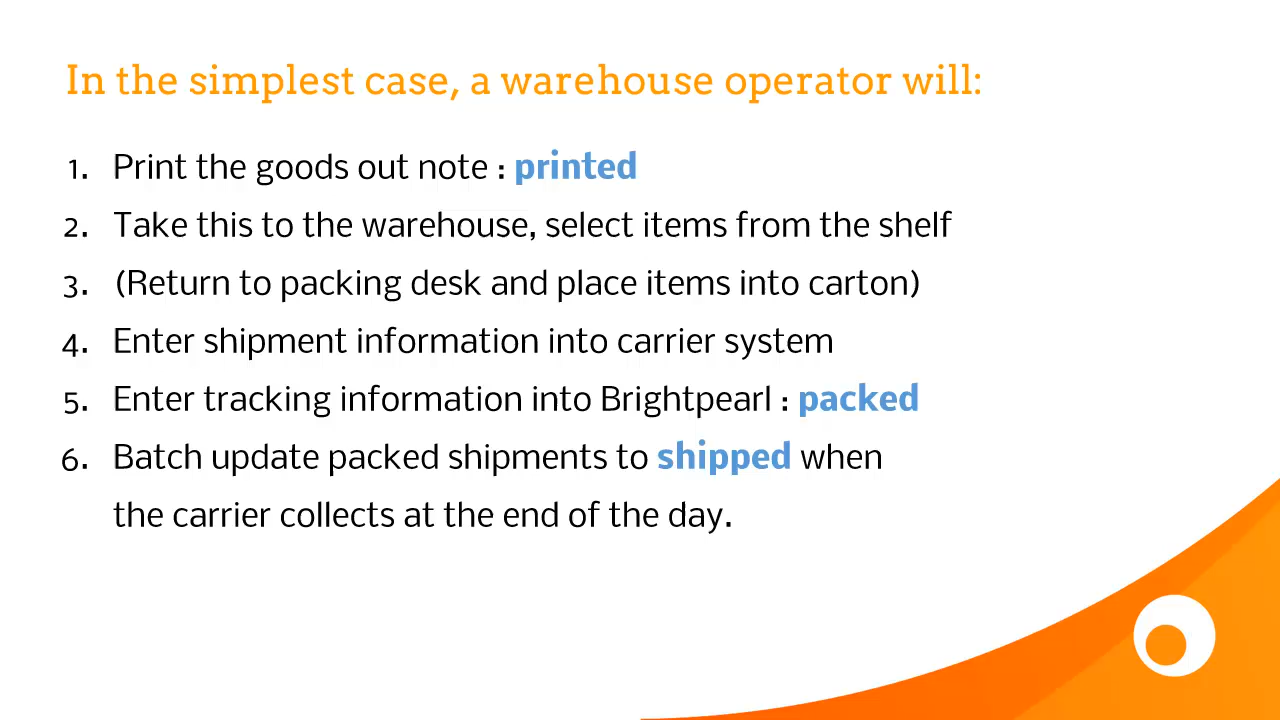 In the simplest case, a warehouse operator will:
1. Print the goods out note : printed
2. Take this to the warehouse, select items from the shelf
3. (Return to packing desk and place items into carton)
4. Enter shipment information into carrier system
5. Enter tracking information into Brightpearl : packed
6. Batch update packed shipments to shipped when
the carrier collects at the end of the day.